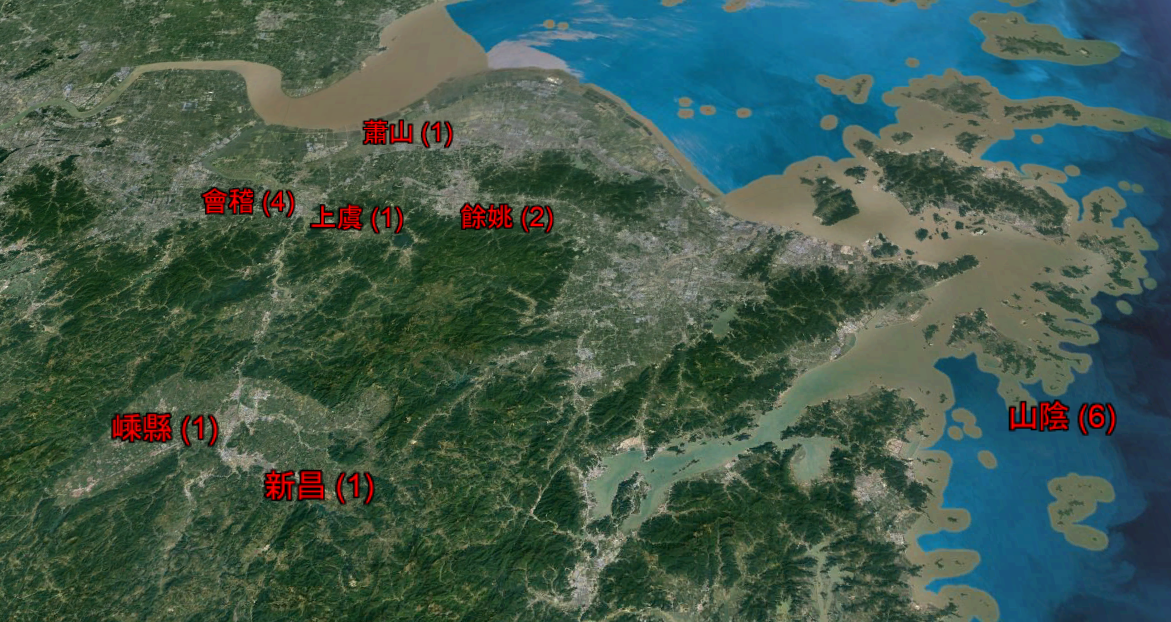 蕭山 (1)
會稽 (4)
上虞 (1)
餘姚 (2)
山陰 (6)
嵊縣 (1)
新昌 (1)